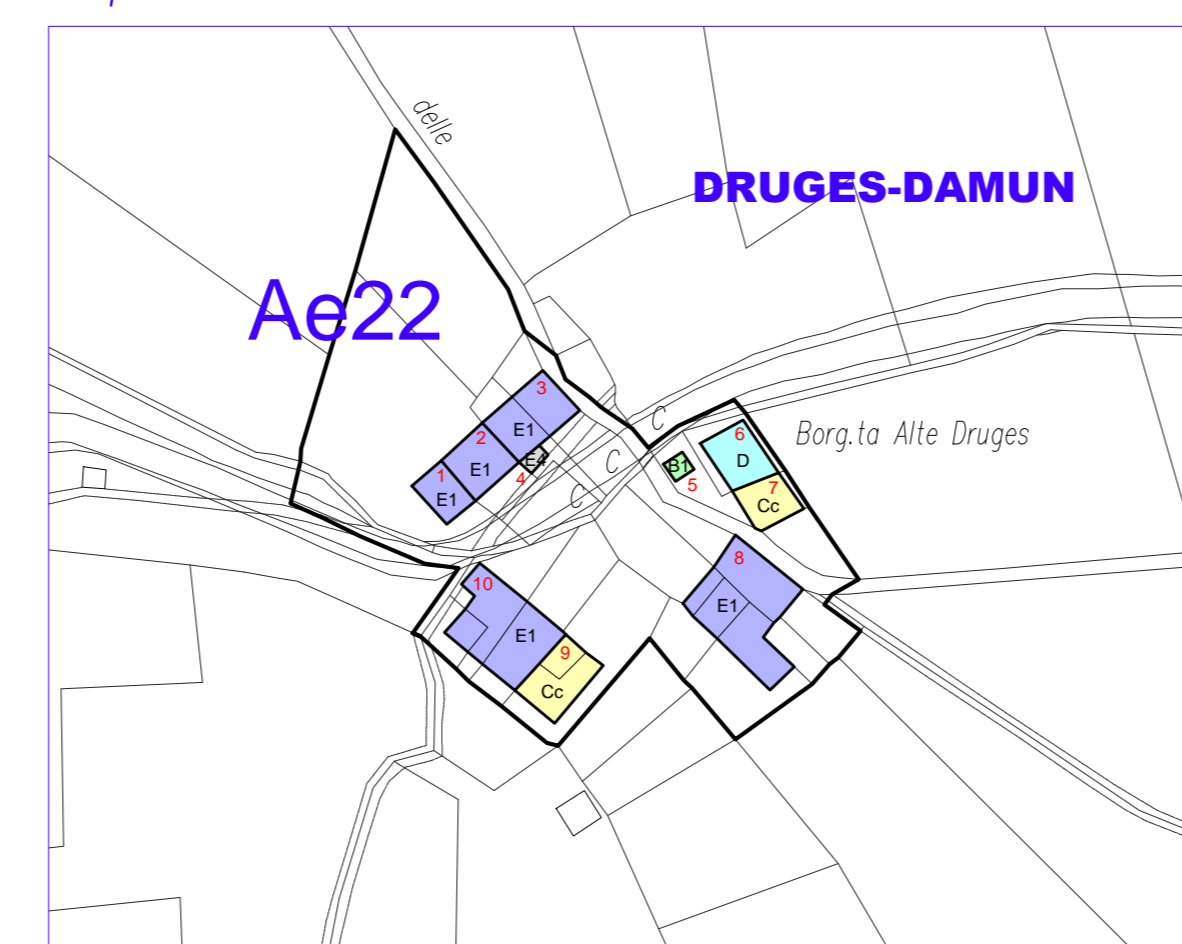 delle
DRUGES-DAMUN
Ae22
3
E1
2
E1
E4
4
1
E1
C
C
C
6
D
B1
5
7
Cc
Borg.ta Alte Druges
8
E1
10
E1
9
Cc